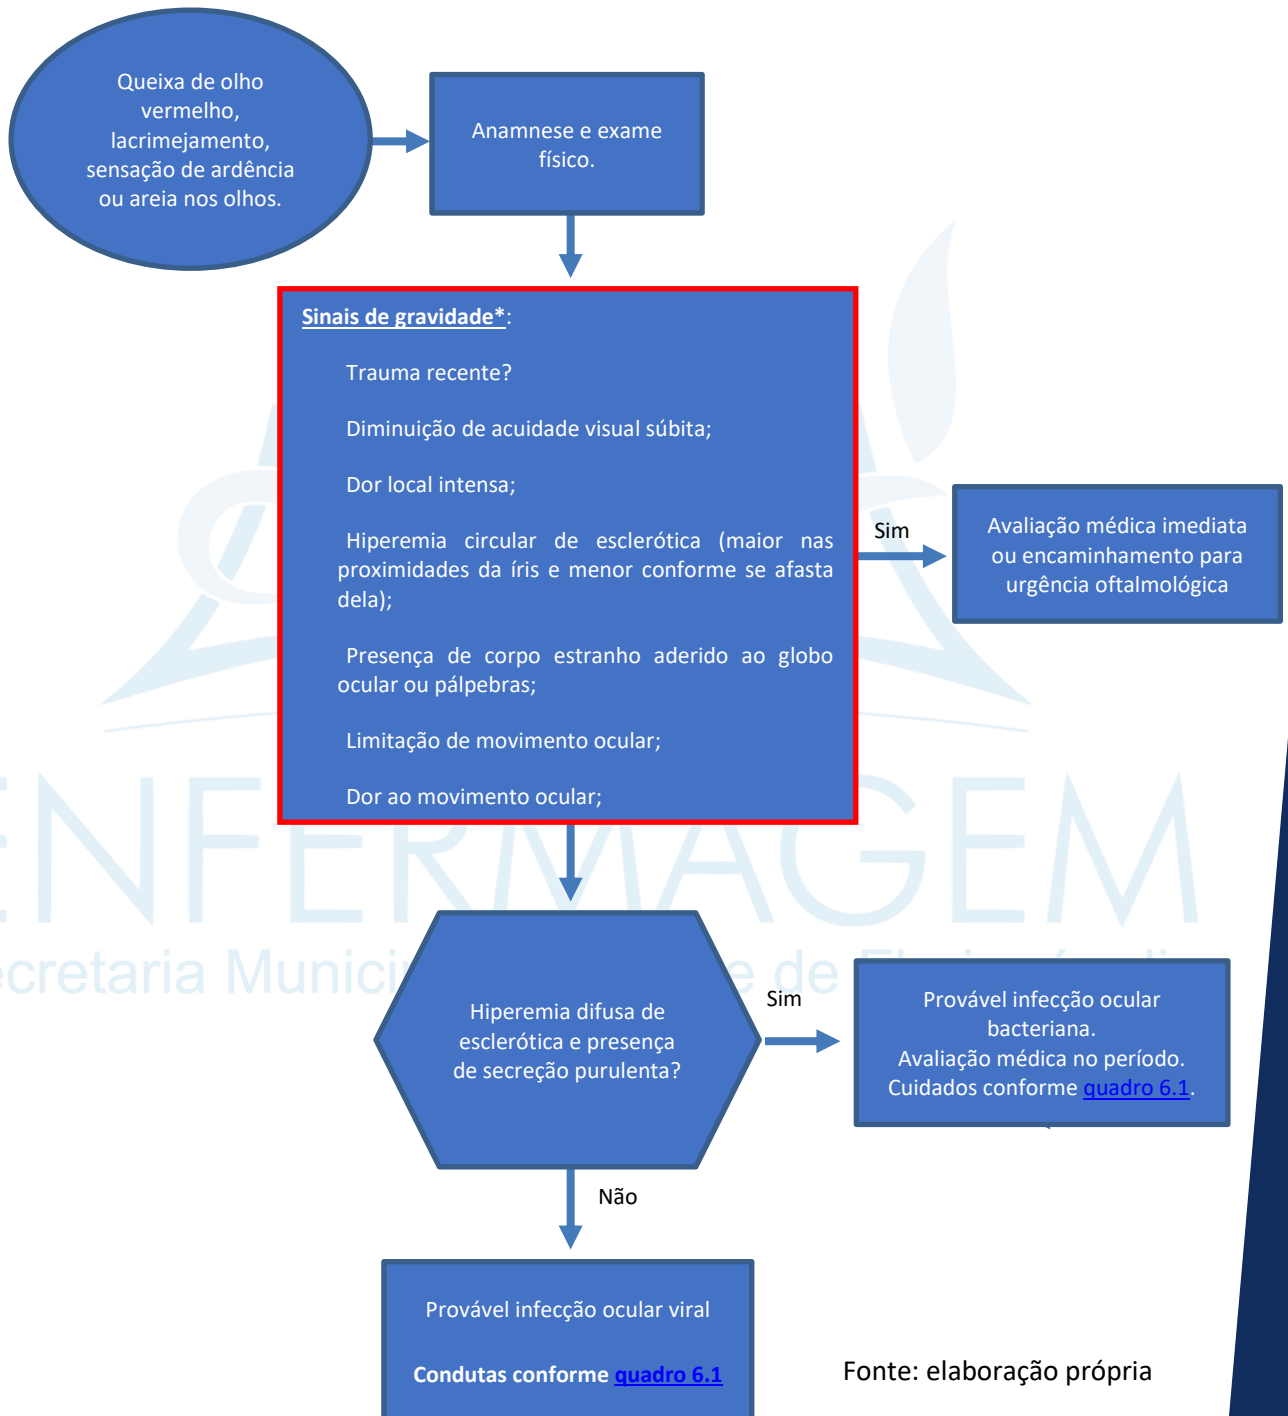 Queixa de olho
vermelho,
lacrimejamento,
sensação de ardência
ou areia nos olhos.
Anamnese e exame
físico.
Sinais de gravidade*:
Trauma recente?
Diminuição de acuidade visual súbita;
Dor local intensa;
Hiperemia circular de esclerótica (maior nas
proximidades da íris e menor conforme se afasta
dela);
Presença de corpo estranho aderido ao globo
ocular ou pálpebras;
Limitação de movimento ocular;
Dor ao movimento ocular;
Sim
Avaliação médica imediata
ou encaminhamento para
urgência oftalmológica
ENFERMAGEM
Hiperemia difusa de
esclerótica e presença
de secreção purulenta?
Sim
Provável infecção ocular
bacteriana.
Avaliação médica no período.
Cuidados conforme quadro 6.1.
Não
Provável infecção ocular viral
Condutas conforme quadro 6.1
Fonte: elaboração própria